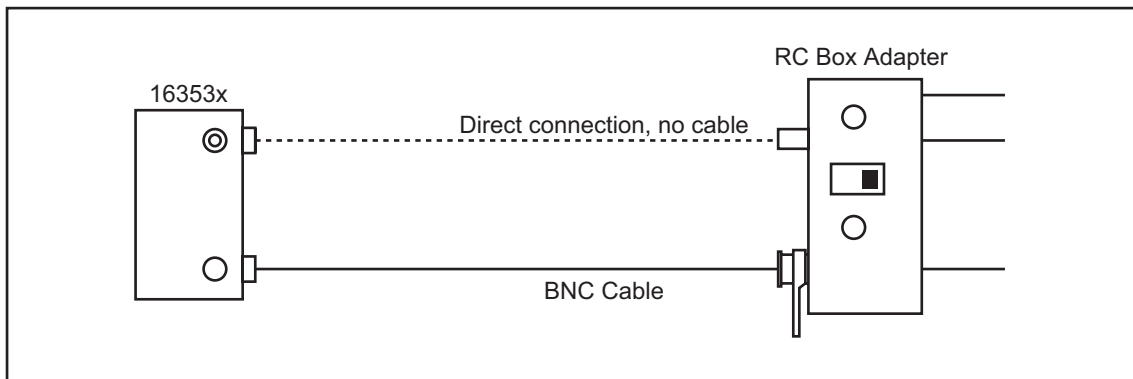 RC Box Adapter
16353x
Direct connection, no cable
BNC Cable